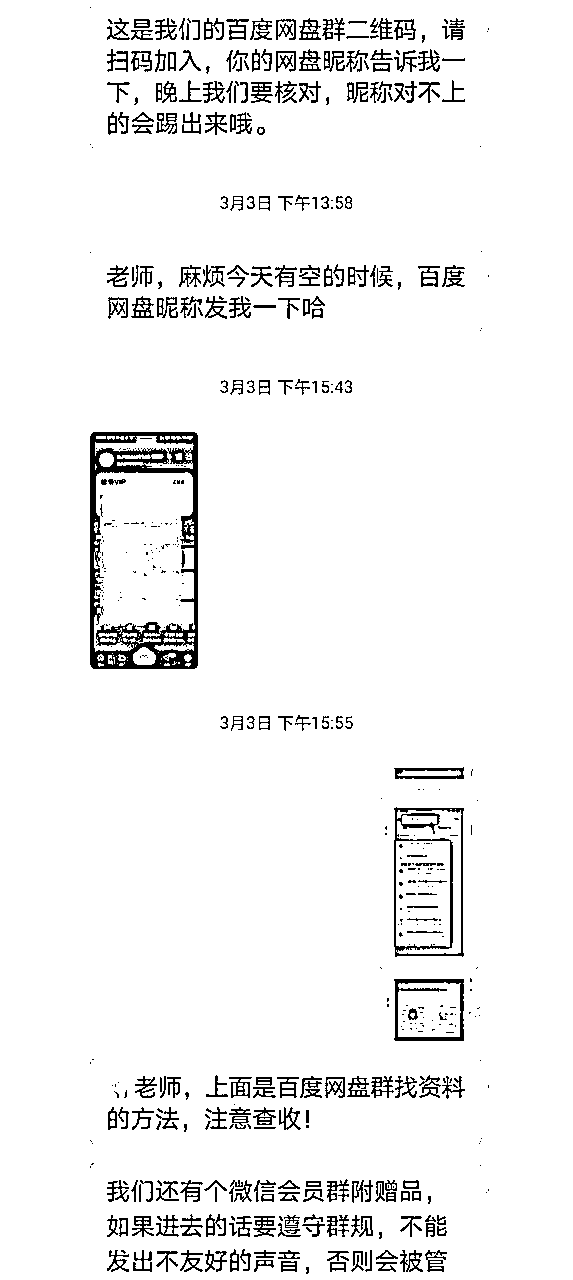 这是我们的百度网盘群二维码，请
扫码加入，你的网盘昵称告诉我一
下，晚上我们要核对，昵称对不上
的会踢出来哦。
3月3日 下午13:58
老师，麻烦今天有空的时候，百度
网盘昵称发我一下哈
3月3日 下午15:43
3月3日 下午15:55
老师，上面是百度网盘群找资料
的方法，注意查收！
我们还有个微信会员群附赠品，
如果进去的话要遵守群规，不能
发出不友好的声音，否则会被管